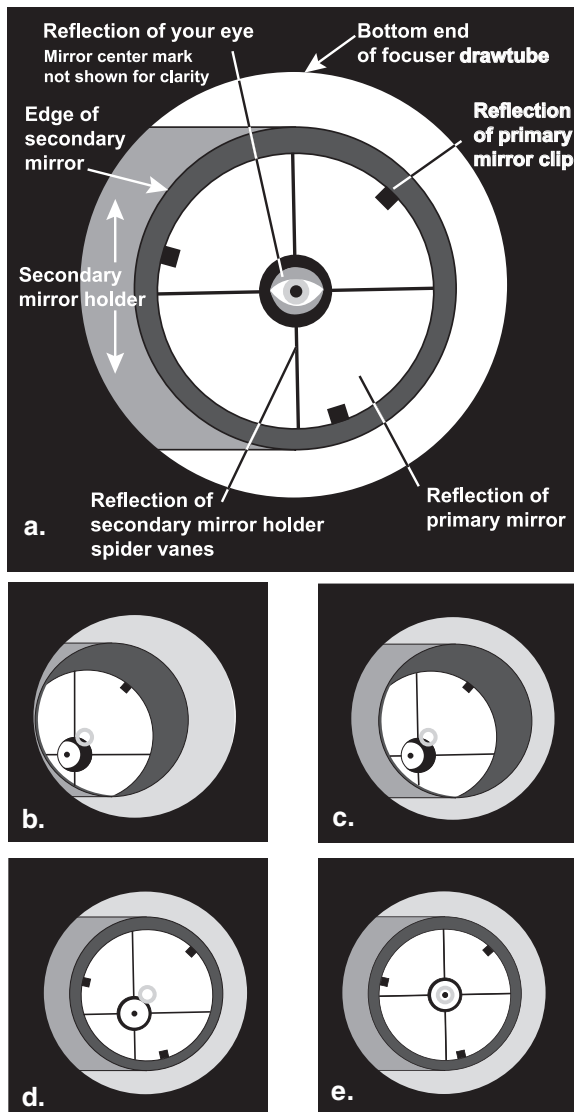 Reflection of your eye
Mirror center mark
not shown for clarity
Bottom end
of focuser drawtube
Edge of
secondary
mirror
Reflection
of primary
mirror clip
Secondary
mirror holder
Reflection of
secondary mirror holder
spider vanes
Reflection of
primary mirror
a.
b.
c.
d.
e.